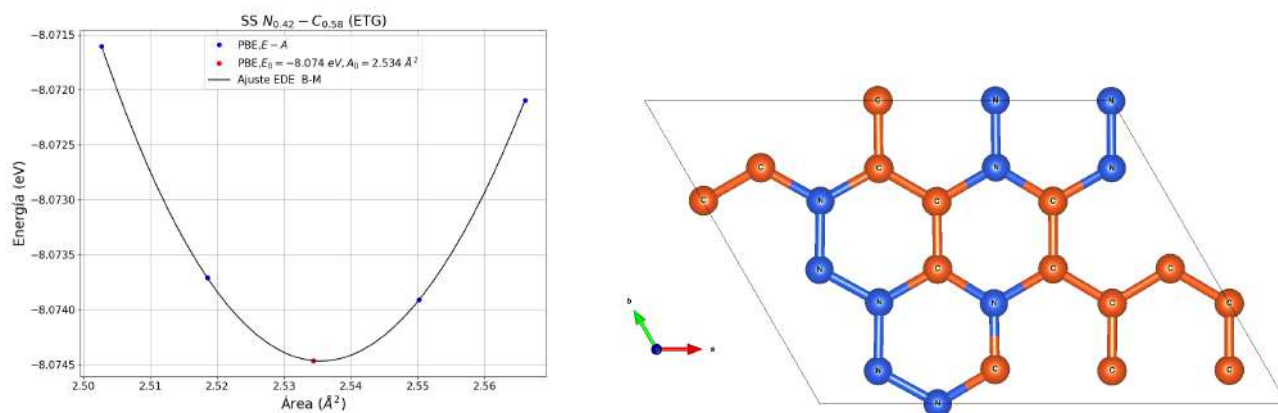 SS N₀.₄₂ − C₀.₅₈ (ETG)
PBE,E − A
PBE,E₀ = −8.074 eV, A₀ = 2.534 Å²
Ajuste EDE B-M
Energía (eV)
−8.0715
−8.0720
−8.0725
−8.0730
−8.0735
−8.0740
−8.0745
2.50 2.51 2.52 2.53 2.54 2.55 2.56
Área (Å²)
C N N
C C N N
C N C C
N C C C
N N C C
N C C C
N
b
a